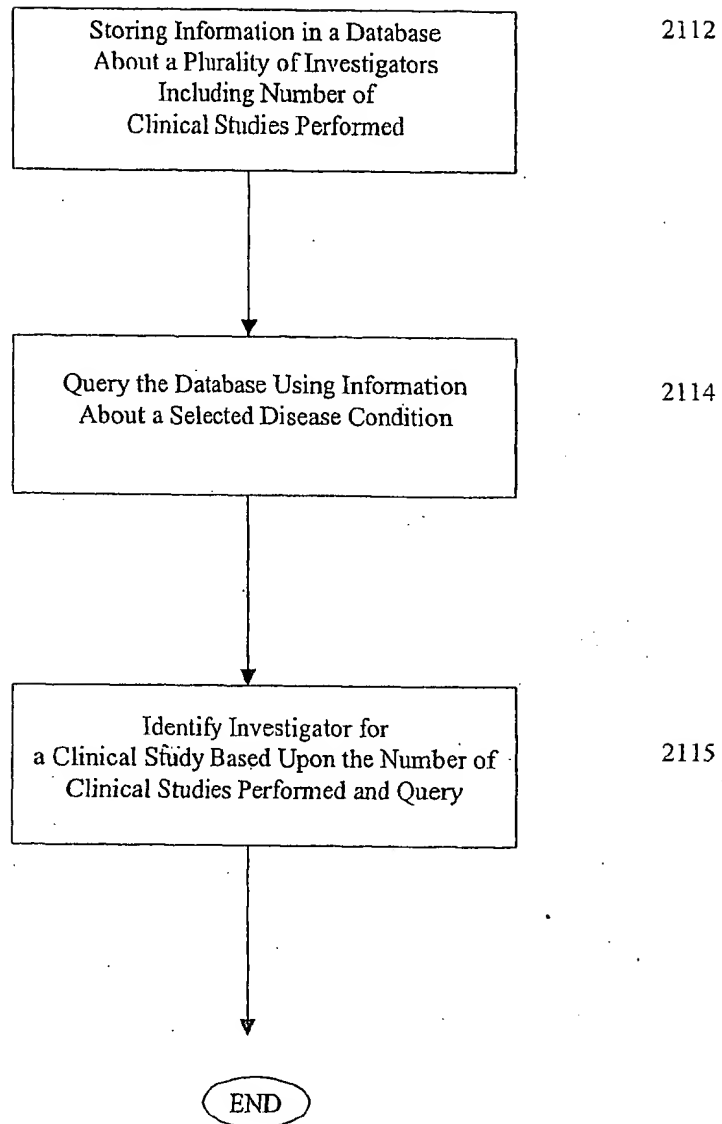 Storing Information in a Database
About a Plurality of Investigators
Including Number of
Clinical Studies Performed
2112
Query the Database Using Information
About a Selected Disease Condition
2114
Identify Investigator for
a Clinical Study Based Upon the Number of
Clinical Studies Performed and Query
2115
END